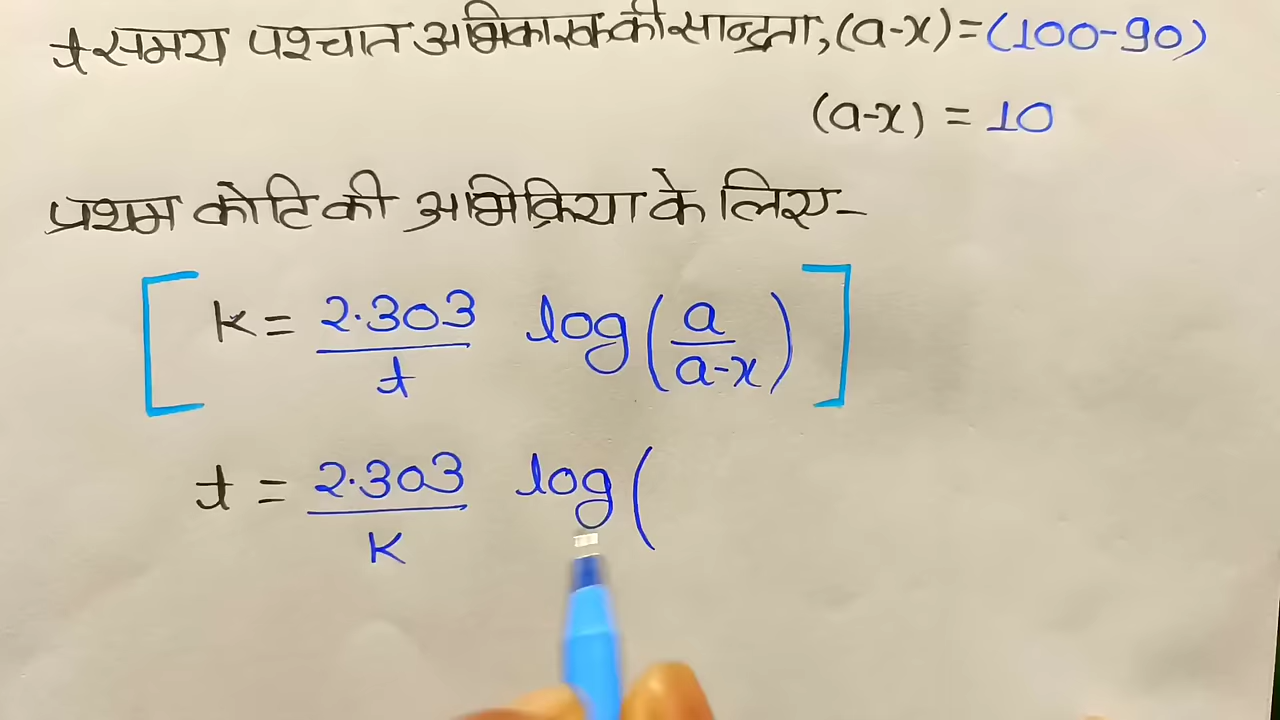 t समय पश्चात अभिकारक की सान्द्रता, (a-x) = (100-90)
(a-x) = 10
प्रथम कोटि की अभिक्रिया के लिए-
[ k = 2.303/t log(a/a-x) ]
t = 2.303/k log(